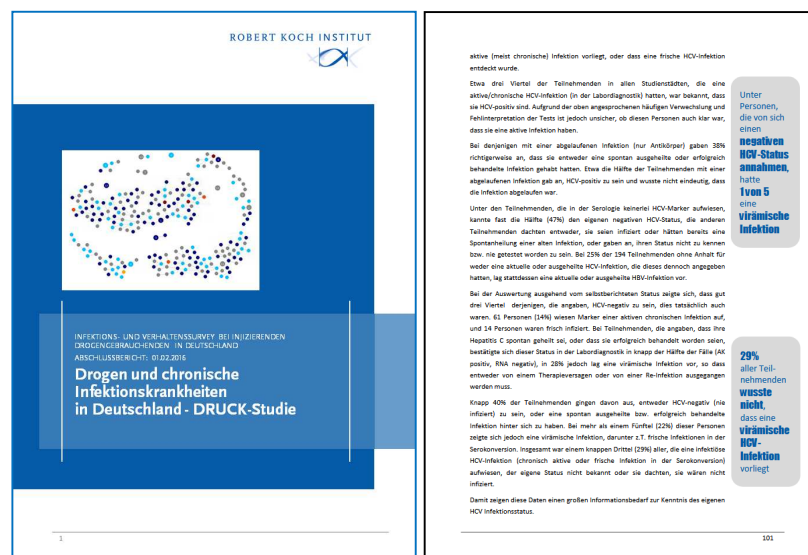 ROBERT KOCH INSTITUT
INFEKTIONS- UND VERHALTENSSURVEY BEI INJIZIERENDEN
DROGENGEBRAUCHENDEN IN DEUTSCHLAND
ABSCHLUSSBERICHT: 01.02.2016
Drogen und chronische
Infektionskrankheiten
in Deutschland - DRUCK-Studie
1
aktive (meist chronische) Infektion vorliegt, oder dass eine frische HCV-Infektion
entdeckt wurde.
Etwa drei Viertel der Teilnehmenden in allen Studienstädten, die eine
aktive/chronische HCV-Infektion (in der Labordiagnostik) hatten, war bekannt, dass
sie HCV-positiv sind. Aufgrund der oben angesprochenen häufigen Verwechslung und
Fehlinterpretation der Tests ist jedoch unsicher, ob diesen Personen auch klar war,
dass sie eine aktive Infektion haben.
Bei denjenigen mit einer abgelaufenen Infektion (nur Antikörper) gaben 38%
richtigerweise an, dass sie entweder eine spontan ausgeheilte oder erfolgreich
behandelte Infektion gehabt hatten. Etwa die Hälfte der Teilnehmenden mit einer
abgelaufenen Infektion gab an, HCV-positiv zu sein und wusste nicht eindeutig, dass
die Infektion abgelaufen war.
Unter den Teilnehmenden, die in der Serologie keinerlei HCV-Marker aufwiesen,
kannte fast die Hälfte (47%) den eigenen negativen HCV-Status, die anderen
Teilnehmenden dachten entweder, sie seien infiziert oder hätten bereits eine
Spontanheilung einer alten Infektion, oder gaben an, ihren Status nicht zu kennen
bzw. nie getestet worden zu sein. Bei 25% der 194 Teilnehmenden ohne Anhalt für
weder eine aktuelle oder ausgeheilte HCV-Infektion, die dieses dennoch angegeben
hatten, lag stattdessen eine aktuelle oder ausgeheilte HBV-Infektion vor.
Bei der Auswertung ausgehend vom selbstberichteten Status zeigte sich, dass gut
drei Viertel derjenigen, die angaben, HCV-negativ zu sein, dies tatsächlich auch
waren. 61 Personen (14%) wiesen Marker einer aktiven chronischen Infektion auf,
und 14 Personen waren frisch infiziert. Bei Teilnehmenden, die angaben, dass ihre
Hepatitis C spontan geheilt sei, oder dass sie erfolgreich behandelt worden seien,
bestätigte sich dieser Status in der Labordiagnostik in knapp der Hälfte der Fälle (AK
positiv, RNA negativ), in 28% jedoch lag eine virämische Infektion vor, so dass
entweder von einem Therapieversagen oder von einer Re-Infektion ausgegangen
werden muss.
Knapp 40% der Teilnehmenden gingen davon aus, entweder HCV-negativ (nie
infiziert) zu sein, oder eine spontan ausgeheilte bzw. erfolgreich behandelte
Infektion hinter sich zu haben. Bei mehr als einem Fünftel (22%) dieser Personen
zeigte sich jedoch eine virämische Infektion, darunter z.T. frische Infektionen in der
Serokonversion. Insgesamt war einem knappen Drittel (29%) aller, die eine infektiöse
HCV-Infektion (chronisch aktive oder frische Infektion in der Serokonversion)
aufwiesen, der eigene Status nicht bekannt oder sie dachten, sie wären nicht
infiziert.
Damit zeigen diese Daten einen großen Informationsbedarf zur Kenntnis des eigenen
HCV Infektionsstatus.
Unter
Personen,
die von sich
einen
negativen
HCV-Status
annahmen,
hatte
1 von 5
eine
virämische
Infektion
29%
aller Teil-
nehmenden
wusste
nicht,
dass eine
virämische
HCV-
Infektion
vorliegt
101